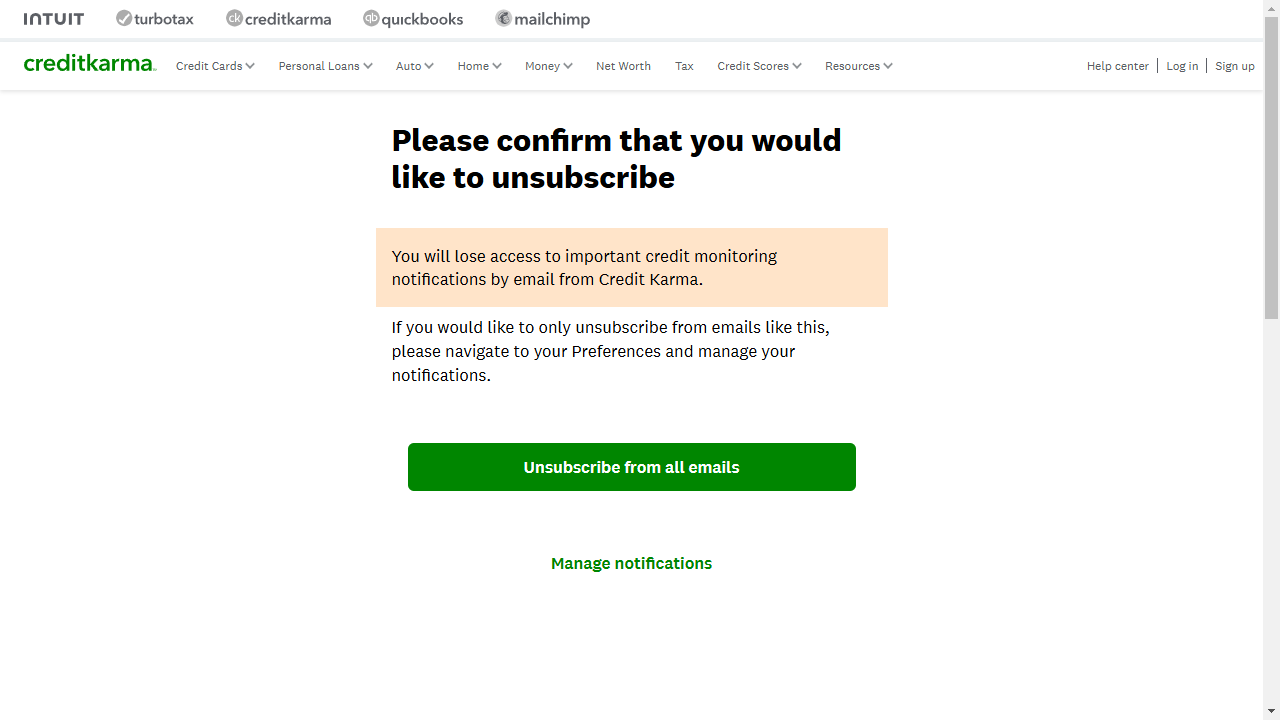 INTUIT turbotax creditkarma quickbooks mailchimp
creditkarma Credit Cards Personal Loans Auto Home Money Net Worth Tax Credit Scores Resources Help center Log in Sign up
Please confirm that you would
like to unsubscribe
You will lose access to important credit monitoring
notifications by email from Credit Karma.
If you would like to only unsubscribe from emails like this,
please navigate to your Preferences and manage your
notifications.
Unsubscribe from all emails
Manage notifications